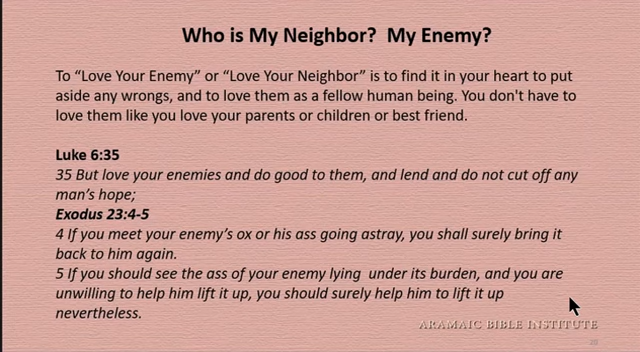 Who is My Neighbor?  My Enemy?
To “Love Your Enemy” or “Love Your Neighbor” is to find it in your heart to put
aside any wrongs, and to love them as a fellow human being. You don't have to
love them like you love your parents or children or best friend.
Luke 6:35
35 But love your enemies and do good to them, and lend and do not cut off any
man’s hope;
Exodus 23:4-5
4 If you meet your enemy’s ox or his ass going astray, you shall surely bring it
back to him again.
5 If you should see the ass of your enemy lying  under its burden, and you are
unwilling to help him lift it up, you should surely help him to lift it up
nevertheless.
ARAMAIC BIBLE INSTITUTE